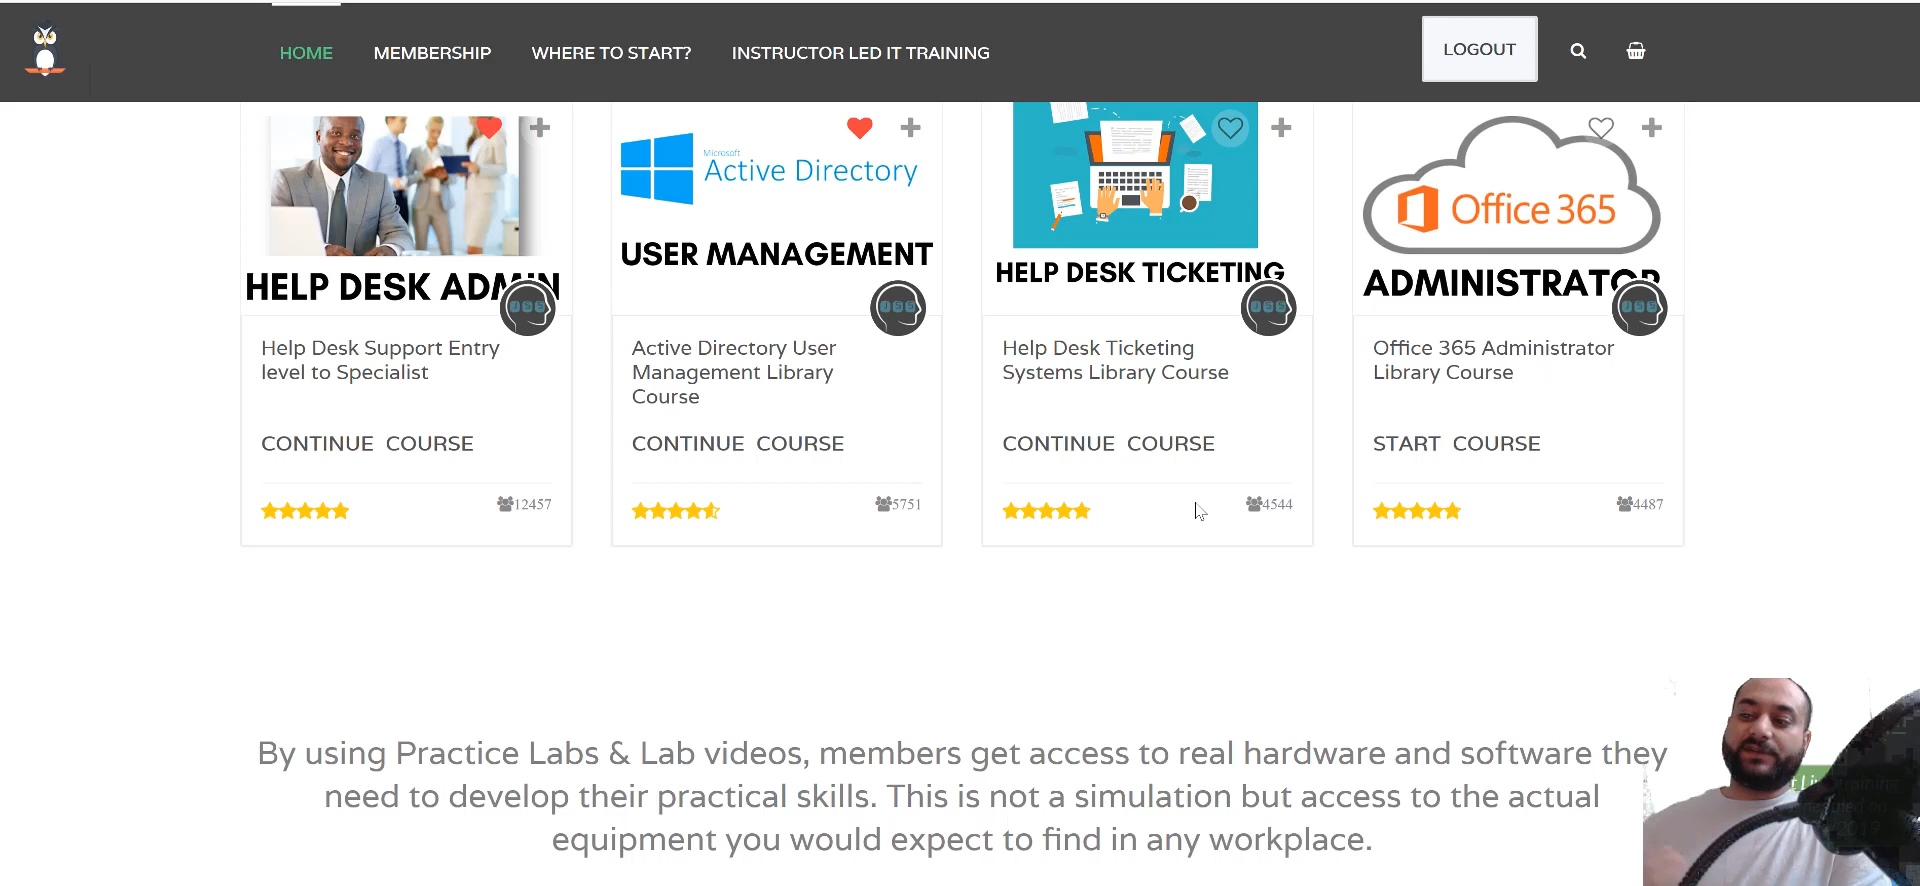 HOME MEMBERSHIP WHERE TO START? INSTRUCTOR LED IT TRAINING LOGOUT
Microsoft
Active Directory
Office 365
HELP DESK ADMIN
USER MANAGEMENT
HELP DESK TICKETING
ADMINISTRATOR
JSS JSS JSS JSS
Help Desk Support Entry
level to Specialist
Active Directory User
Management Library
Course
Help Desk Ticketing
Systems Library Course
Office 365 Administrator
Library Course
CONTINUE COURSE CONTINUE COURSE CONTINUE COURSE START COURSE
12457 5751 4544 4487
By using Practice Labs & Lab videos, members get access to real hardware and software they
need to develop their practical skills. This is not a simulation but access to the actual
equipment you would expect to find in any workplace.
2019